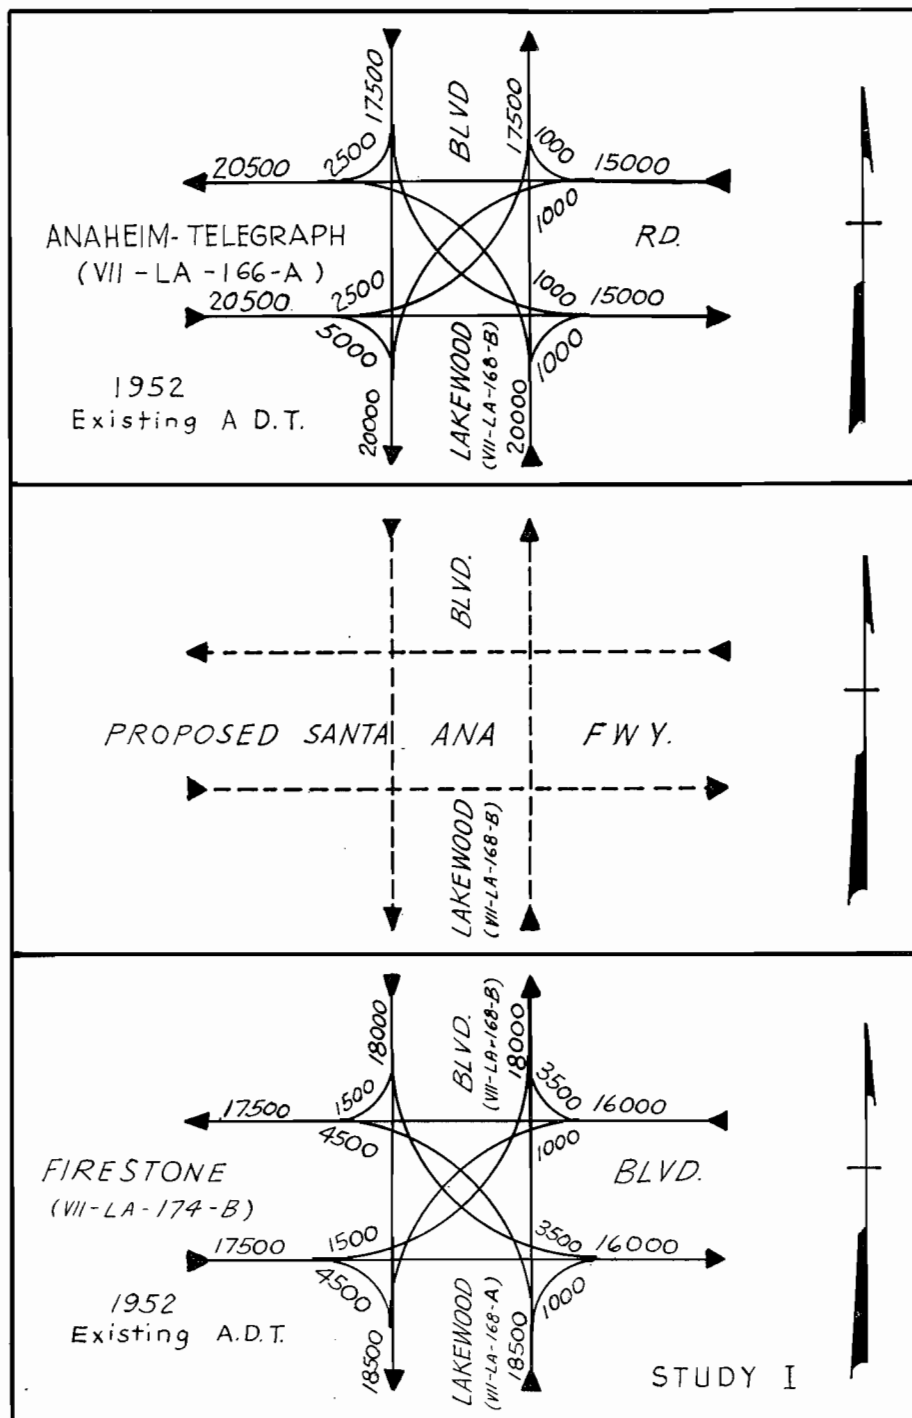 17500
BLVD
17500
2500
1000
20500
15000
1000
ANAHEIM-TELEGRAPH
RD.
(VII-LA-166-A)
20500
2500
1000
15000
5000
1000
LAKEWOOD
(VII-LA-168-B)
20000
20000
1952
Existing A D.T.
BLVD.
PROPOSED SANTA ANA FWY.
LAKEWOOD
(VII-LA-168-B)
18000
BLVD.
(VII-LA-168-B)
18000
1500
3500
17500
16000
4500
1000
FIRESTONE
BLVD.
(VII-LA-174-B)
17500
1500
3500
16000
4500
1000
LAKEWOOD
(VII-LA-168-A)
18500
18500
1952
Existing A.D.T.
STUDY I